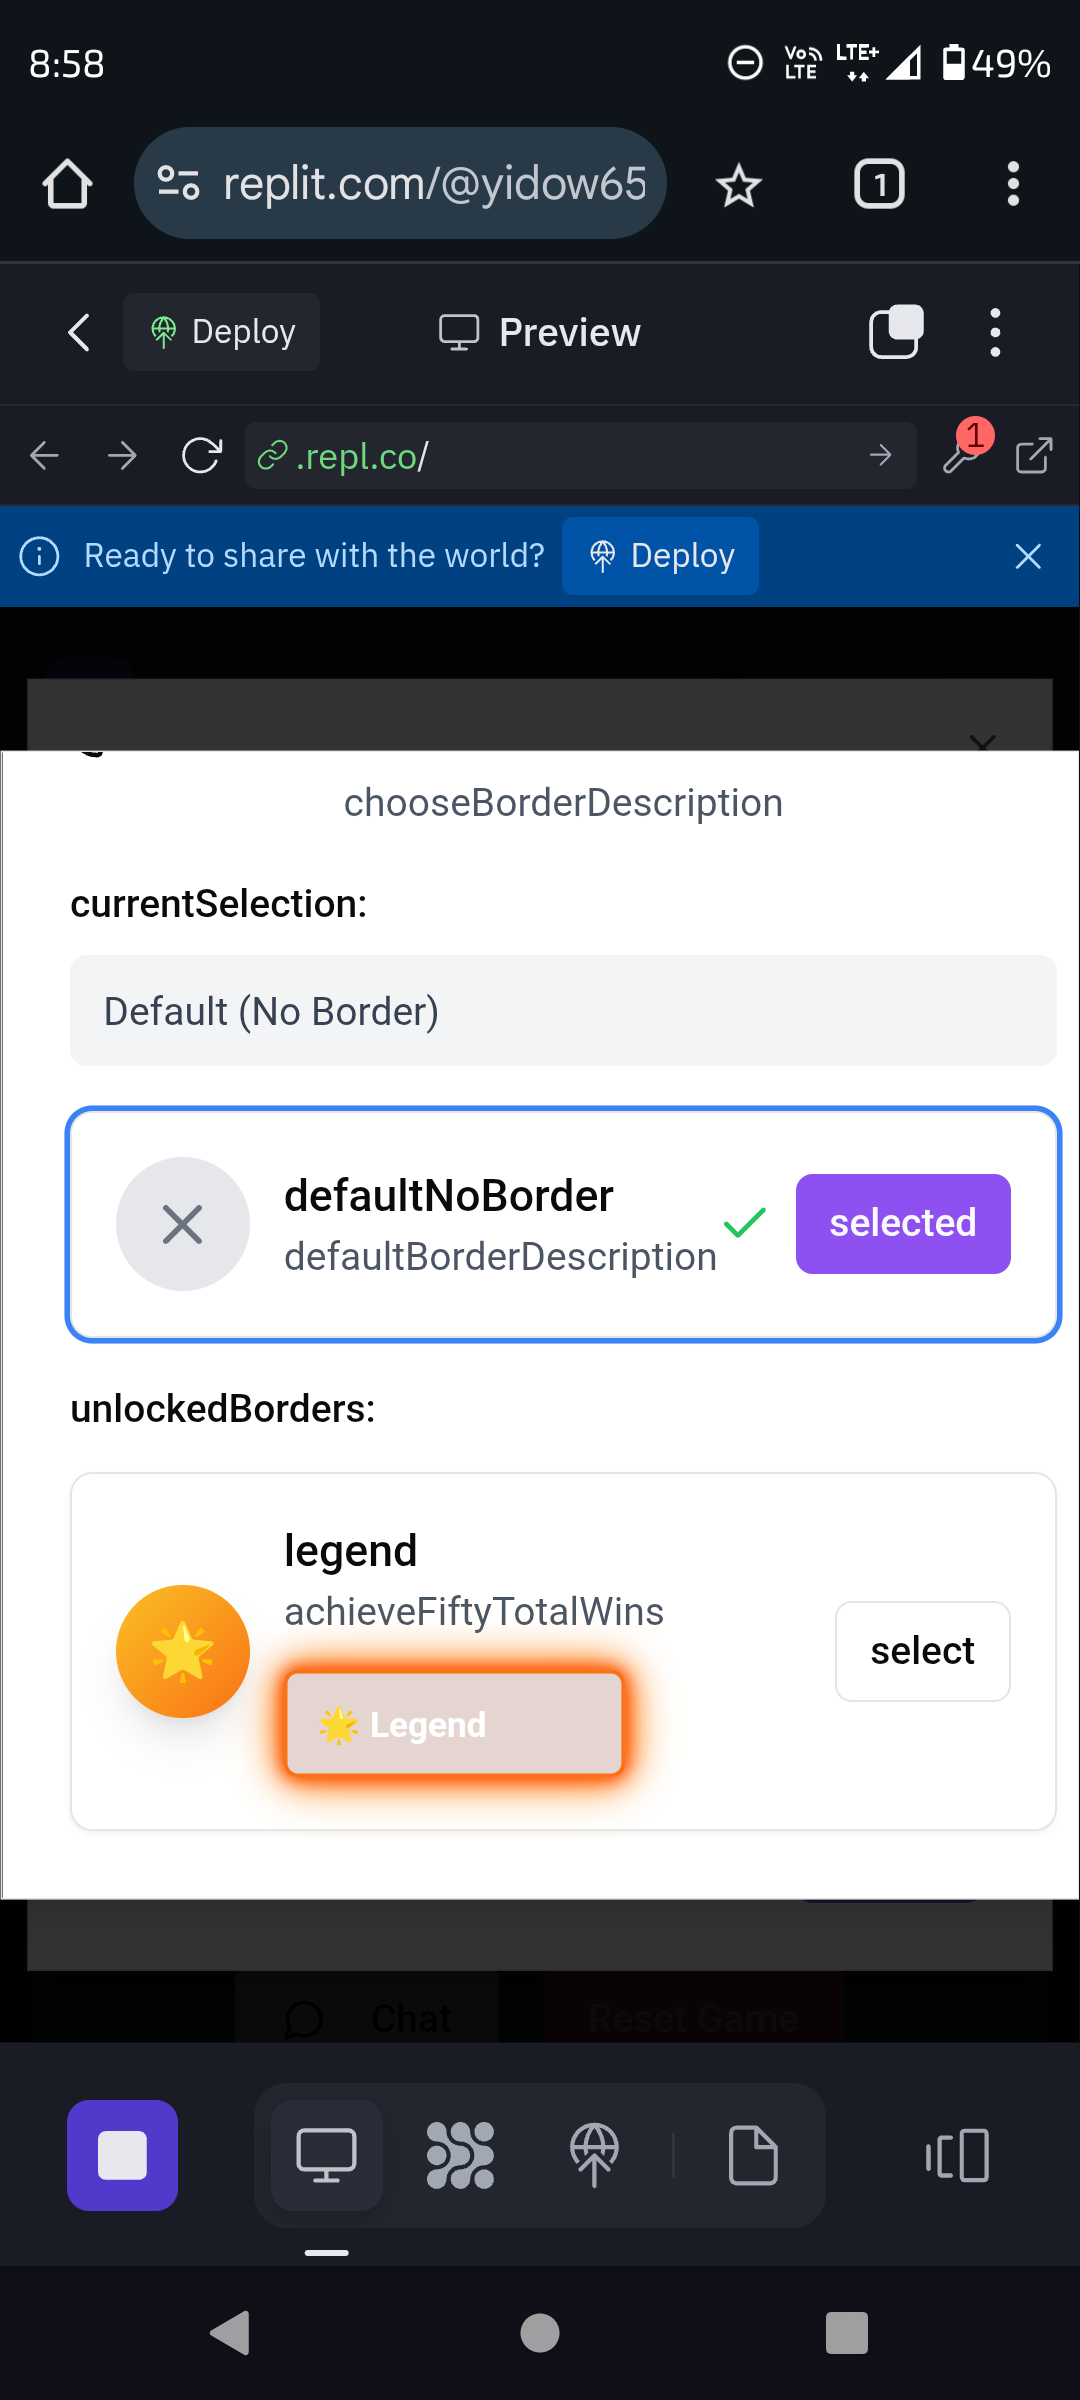 8:58
Vo LTE
LTE+
49%
replit.com/@yidow65
1
Deploy
Preview
.repl.co/
1
Ready to share with the world?
Deploy
chooseBorderDescription
currentSelection:
Default (No Border)
defaultNoBorder
defaultBorderDescription
selected
unlockedBorders:
legend
achieveFiftyTotalWins
Legend
select
Chat
Reset Game